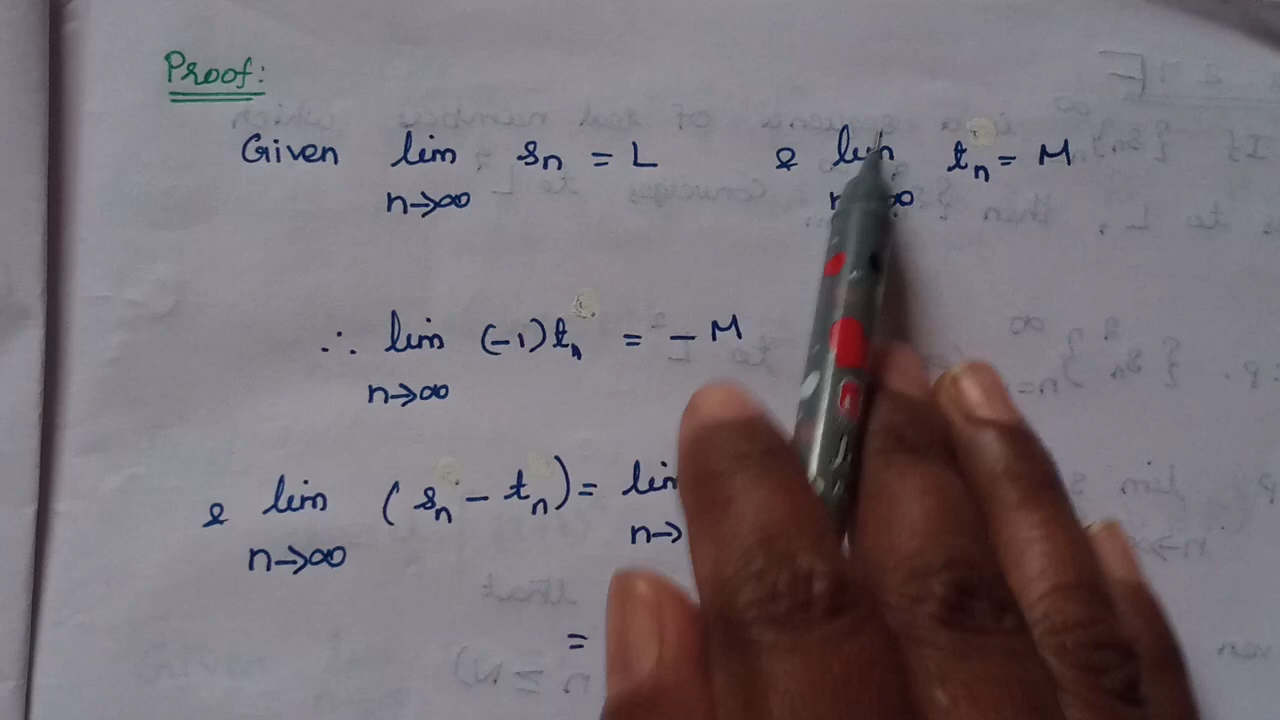 Proof:
Given lim sn = L & lim tn = M
n→∞ n→∞
∴ lim (-1)tn = - M
n→∞
& lim (sn - tn) = lim
n→∞ n→
=